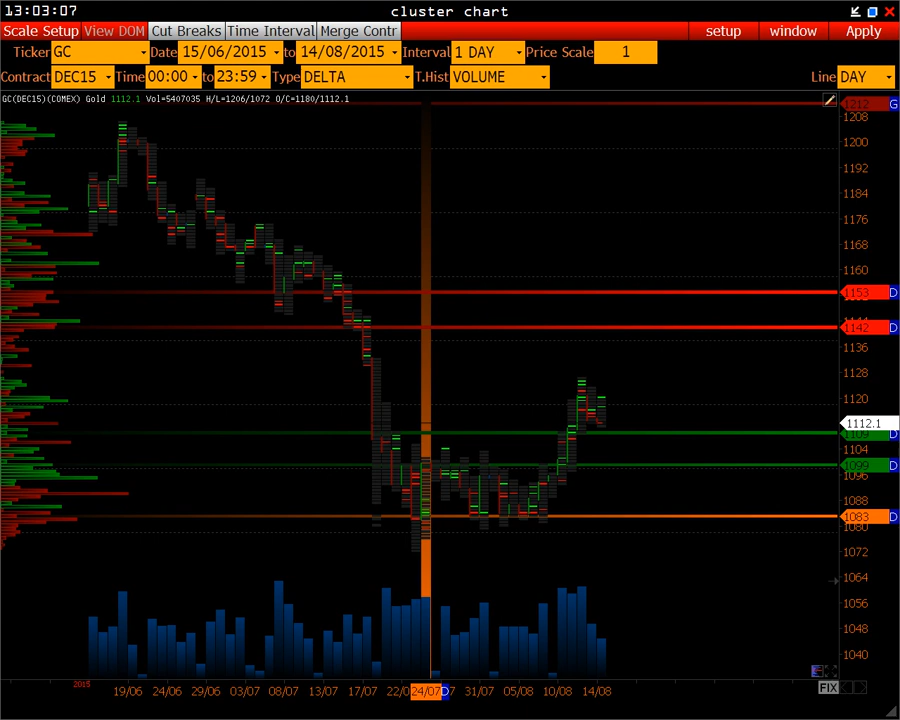 13:03:07 cluster chart
Scale Setup View DOM Cut Breaks Time Interval Merge Contr setup window Apply
Ticker GC Date 15/06/2015 to 14/08/2015 Interval 1 DAY Price Scale 1
Contract DEC15 Time 00:00 to 23:59 Type DELTA T.Hist VOLUME Line DAY
GC(DEC15)(COMEX) Gold 1112.1 Vol=5407035 H/L=1206/1072 O/C=1180/1112.1
1212 G
1208
1200
1192
1184
1176
1168
1160
1153 D
1142 D
1136
1128
1120
1112.1
1109 D
1104
1099 D
1096
1088
1083 D
1080
1072
1064
1056
1048
1040
2015
19/06 24/06 29/06 03/07 08/07 13/07 17/07 22/0 24/07 D 7 31/07 05/08 10/08 14/08
FIX